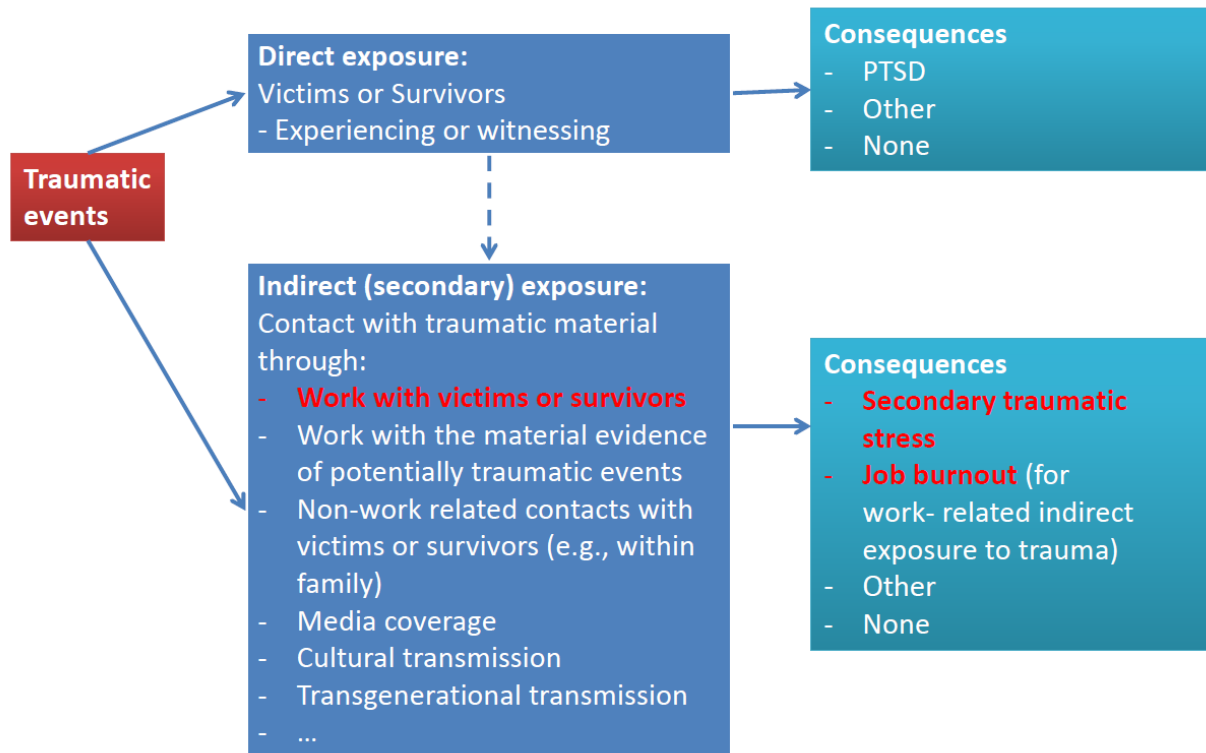 Traumatic
events
Direct exposure:
Victims or Survivors
- Experiencing or witnessing
Consequences
- PTSD
- Other
- None
Indirect (secondary) exposure:
Contact with traumatic material
through:
- Work with victims or survivors
- Work with the material evidence
of potentially traumatic events
- Non-work related contacts with
victims or survivors (e.g., within
family)
- Media coverage
- Cultural transmission
- Transgenerational transmission
- …
Consequences
- Secondary traumatic
stress
- Job burnout (for
work- related indirect
exposure to trauma)
- Other
- None